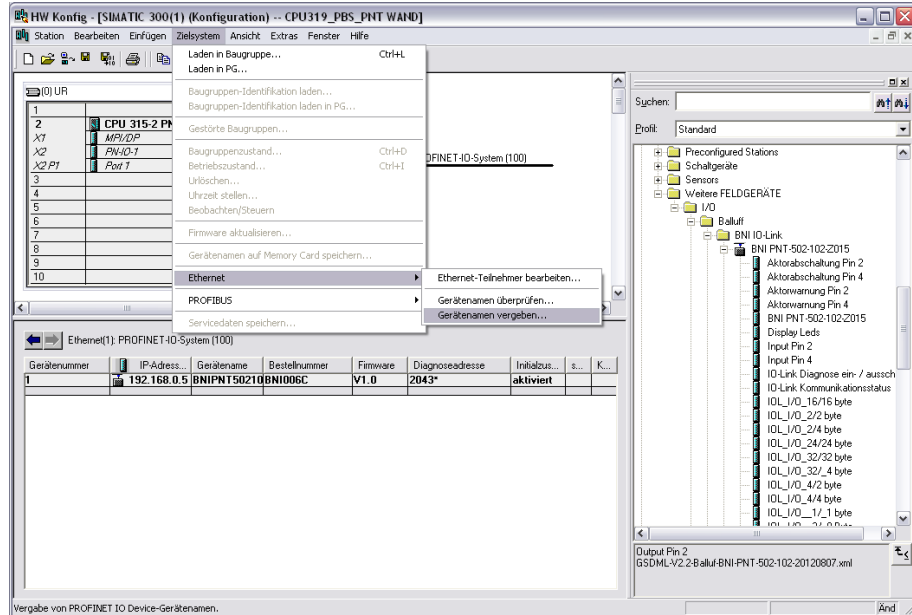 HW Konfig - [SIMATIC 300(1) (Konfiguration) -- CPU319_PBS_PNT WAND]
Station Bearbeiten Einfügen Zielsystem Ansicht Extras Fenster Hilfe
Laden in Baugruppe... Ctrl+L
Laden in PG...
Baugruppen-Identifikation laden...
Baugruppen-Identifikation laden in PG...
Gestörte Baugruppen...
Baugruppenzustand... Ctrl+D
Betriebszustand... Ctrl+I
Urlöschen...
Uhrzeit stellen...
Beobachten/Steuern
Firmware aktualisieren...
Gerätenamen auf Memory Card speichern...
Ethernet
PROFIBUS
Servicedaten speichern...
Ethernet-Teilnehmer bearbeiten...
Gerätenamen überprüfen...
Gerätenamen vergeben...
(0) UR
1
2 CPU 315-2 PN
X1 MPI/DP
X2 PN-IO-1
X2 P1 Port 1
3
4
5
6
7
8
9
10
OFINET-IO-System (100)
Ethernet(1): PROFINET-IO-System (100)
Gerätenummer IP-Adress... Gerätename Bestellnummer Firmware Diagnoseadresse Initialzus... s... K...
1 192.168.0.5 BNIPNT50210 BNI006C V1.0 2043* aktiviert
Suchen:
Profil: Standard
Preconfigured Stations
Schaltgeräte
Sensors
Weitere FELDGERÄTE
I/O
Balluff
BNI IO-Link
BNI PNT-502-102-Z015
Aktorabschaltung Pin 2
Aktorabschaltung Pin 4
Aktorwarnung Pin 2
Aktorwarnung Pin 4
BNI PNT-502-102-Z015
Display Leds
Input Pin 2
Input Pin 4
IO-Link Diagnose ein- / aussch
IO-Link Kommunikationsstatus
IOL_I/O_16/16 byte
IOL_I/O_2/2 byte
IOL_I/O_2/4 byte
IOL_I/O_24/24 byte
IOL_I/O_32/32 byte
IOL_I/O_32/_4 byte
IOL_I/O_4/2 byte
IOL_I/O_4/4 byte
IOL_I/O__1/_1 byte
Output Pin 2
GSDML-V2.2-Balluf-BNI-PNT-502-102-20120807.xml
Vergabe von PROFINET IO Device-Gerätenamen.
Änd